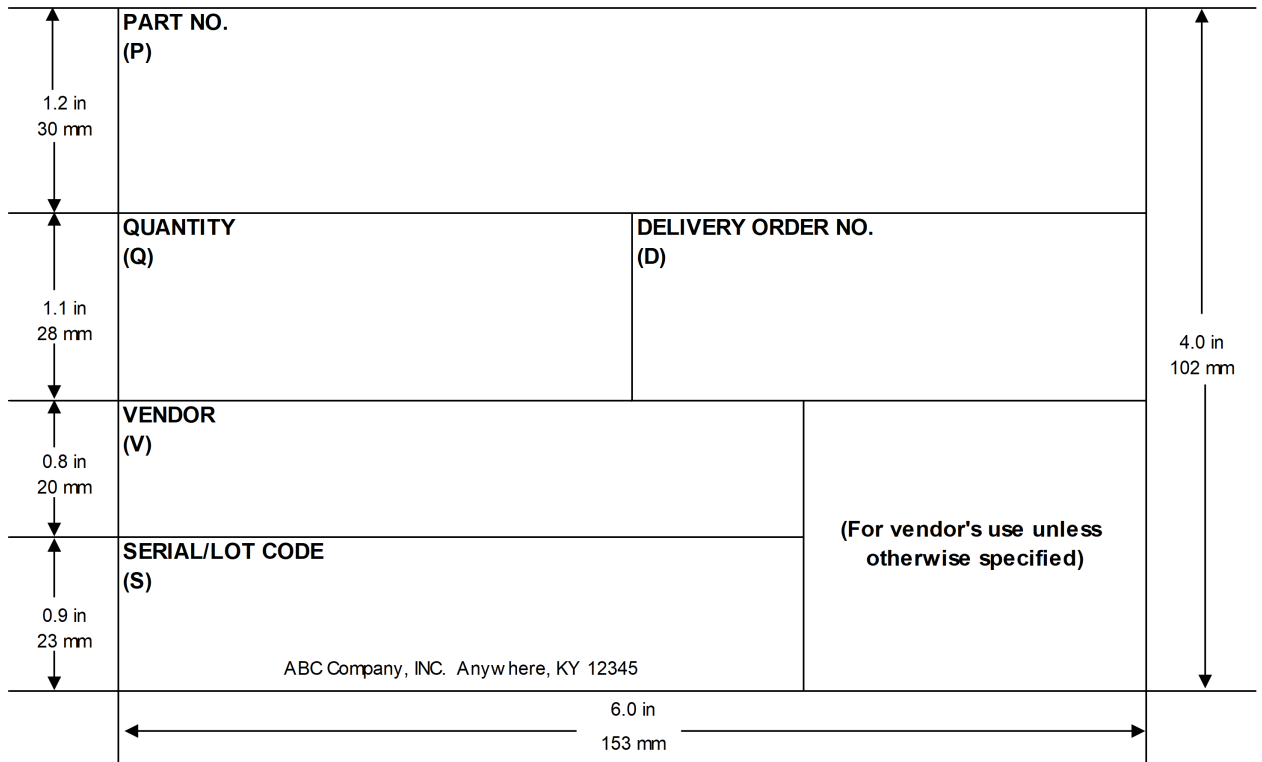 PART NO.
(P)
1.2 in
30 mm
QUANTITY
(Q)
DELIVERY ORDER NO.
(D)
1.1 in
28 mm
4.0 in
102 mm
VENDOR
(V)
0.8 in
20 mm
(For vendor's use unless
otherwise specified)
SERIAL/LOT CODE
(S)
0.9 in
23 mm
ABC Company, INC. Anywhere, KY 12345
6.0 in
153 mm